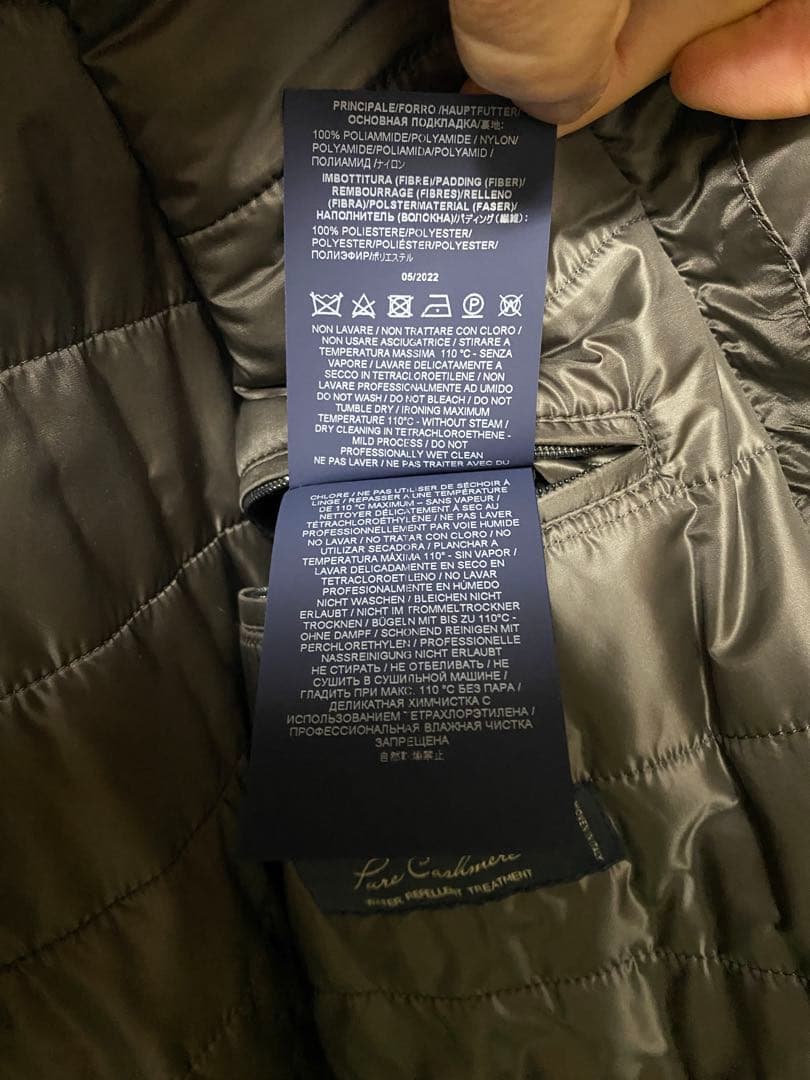 PRINCIPALE/FORRO /HAUPTFUTTER/
ОСНОВНАЯ ПОДКЛАДКА/裏地:
100% POLIAMMIDE/POLYAMIDE / NYLON/
POLYAMIDE/POLIAMIDA/POLYAMID /
ПОЛИАМИД /ナイロン
IMBOTTITURA (FIBRE)/PADDING (FIBER)/
REMBOURRAGE (FIBRES)/RELLENO
(FIBRA)/POLSTERMATERIAL (FASER)/
НАПОЛНИТЕЛЬ (ВОЛОКНА)/パディング(繊維):
100% POLIESTERE/POLYESTER/
POLYESTER/POLIÉSTER/POLYESTER/
ПОЛИЭФИР/ポリエステル
05/2022
NON LAVARE / NON TRATTARE CON CLORO /
NON USARE ASCIUGATRICE / STIRARE A
TEMPERATURA MASSIMA 110 °C - SENZA
VAPORE / LAVARE DELICATAMENTE A
SECCO IN TETRACLOROETILENE / NON
LAVARE PROFESSIONALMENTE AD UMIDO
DO NOT WASH / DO NOT BLEACH / DO NOT
TUMBLE DRY / IRONING MAXIMUM
TEMPERATURE 110°C - WITHOUT STEAM /
DRY CLEANING IN TETRACHLOROETHENE -
MILD PROCESS / DO NOT
PROFESSIONALLY WET CLEAN
NE PAS LAVER / NE PAS TRAITER AVEC DU
CHLORE / NE PAS UTILISER DE SÉCHOIR À
LINGE / REPASSER À UNE TEMPÉRATURE
DE 110 °C MAXIMUM – SANS VAPEUR /
NETTOYER DÉLICATEMENT À SEC AU
TÉTRACHLOROÉTHYLÈNE / NE PAS LAVER
PROFESSIONNELLEMENT PAR VOIE HUMIDE
NO LAVAR / NO TRATAR CON CLORO / NO
UTILIZAR SECADORA / PLANCHAR A
TEMPERATURA MÁXIMA 110° - SIN VAPOR /
LAVAR DELICADAMENTE EN SECO EN
TETRACLOROETILENO / NO LAVAR
PROFESIONALMENTE EN HÚMEDO
NICHT WASCHEN / BLEICHEN NICHT
ERLAUBT / NICHT IM TROMMELTROCKNER
TROCKNEN / BÜGELN MIT BIS ZU 110°C -
OHNE DAMPF / SCHONEND REINIGEN MIT
PERCHLORETHYLEN / PROFESSIONELLE
NASSREINIGUNG NICHT ERLAUBT
НЕ СТИРАТЬ / НЕ ОТБЕЛИВАТЬ / НЕ
СУШИТЬ В СУШИЛЬНОЙ МАШИНЕ /
ГЛАДИТЬ ПРИ МАКС. 110 °C БЕЗ ПАРА /
ДЕЛИКАТНАЯ ХИМЧИСТКА С
ИСПОЛЬЗОВАНИЕМ ТЕТРАХЛОРЭТИЛЕНА /
ПРОФЕССИОНАЛЬНАЯ ВЛАЖНАЯ ЧИСТКА
ЗАПРЕЩЕНА
自然乾燥禁止
Pure Cashmere
WATER REPELLENT TREATMENT